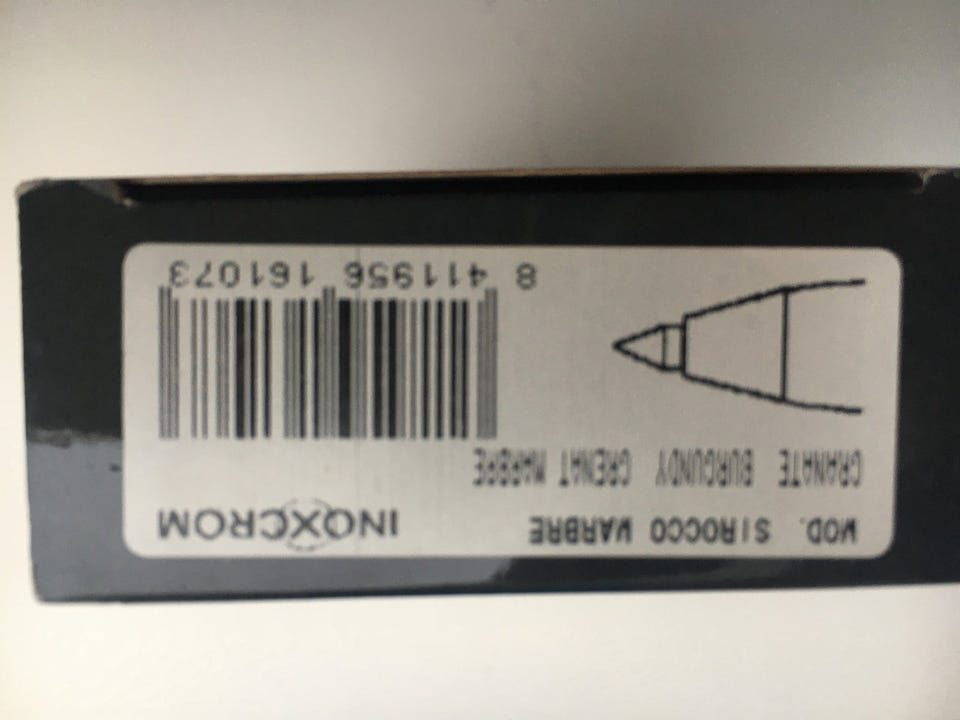 MOD. SIROCCO MARBRE INOXCROM
GRANATE BURGUNDY GRENAT MARBRE
8 411956 161073